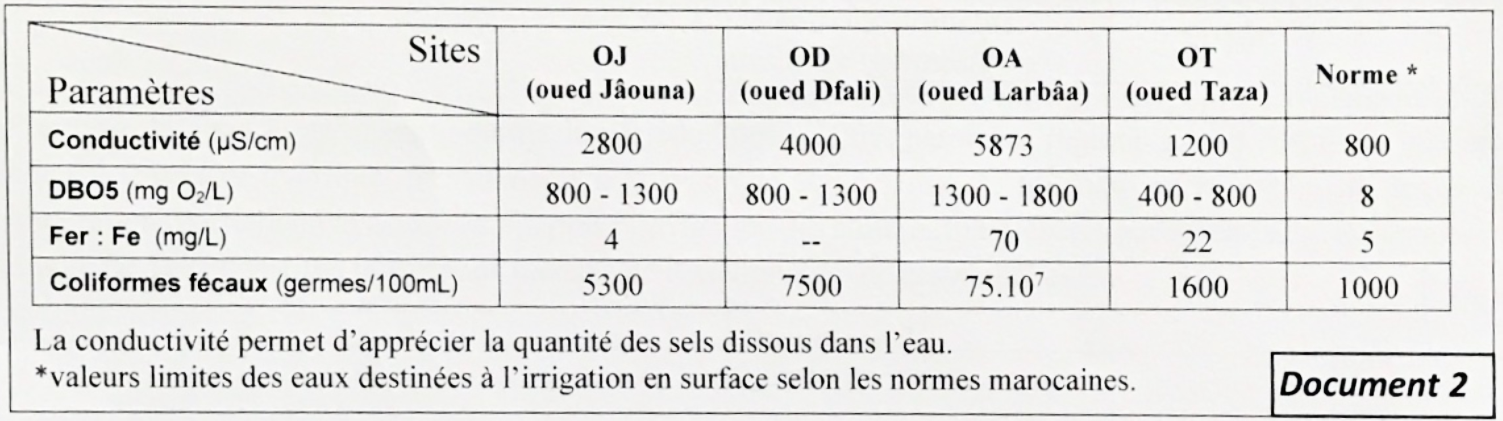 Sites
Paramètres
OJ (oued Jâouna)
OD (oued Dfali)
OA (oued Larbâa)
OT (oued Taza)
Norme *
Conductivité (µS/cm) 2800 4000 5873 1200 800
DBO5 (mg O₂/L) 800 - 1300 800 - 1300 1300 - 1800 400 - 800 8
Fer : Fe (mg/L) 4 -- 70 22 5
Coliformes fécaux (germes/100mL) 5300 7500 75.10⁷ 1600 1000
La conductivité permet d'apprécier la quantité des sels dissous dans l'eau.
*valeurs limites des eaux destinées à l'irrigation en surface selon les normes marocaines.
Document 2